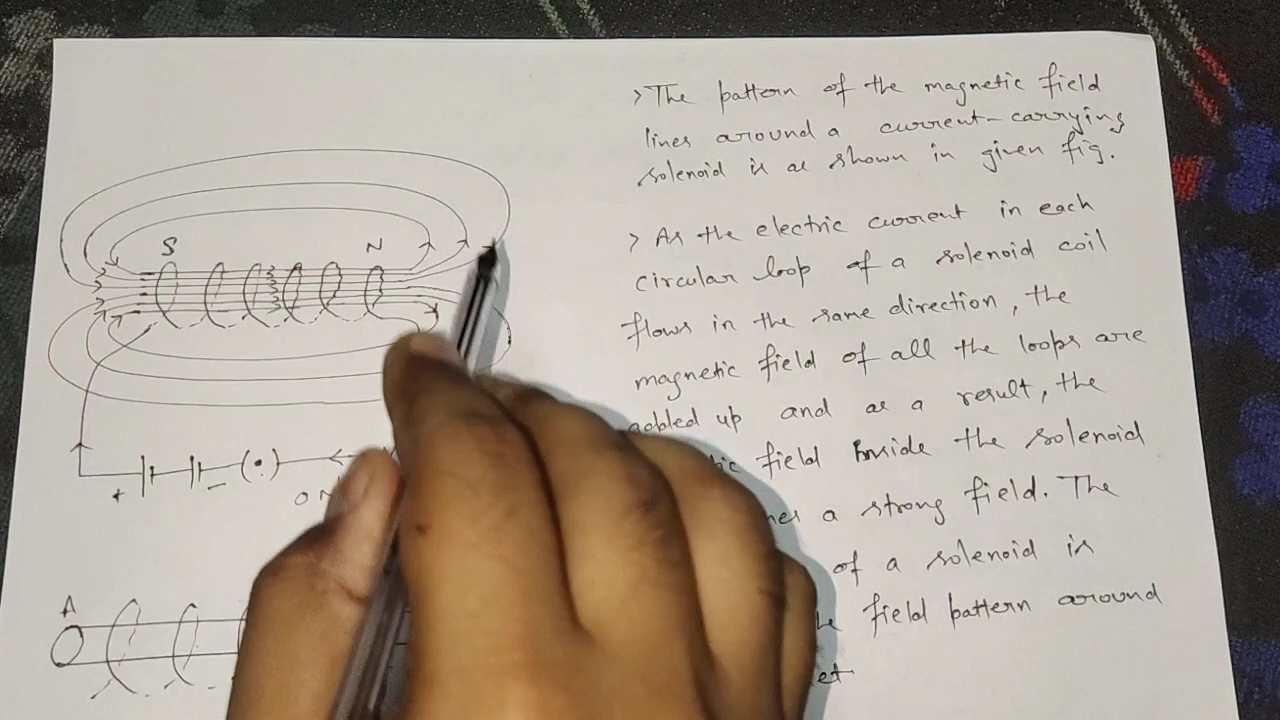 > The pattern of the magnetic field
lines around a current-carrying
solenoid is as shown in given fig.
> As the electric current in each
circular loop of a solenoid coil
flows in the same direction, the
magnetic field of all the loops are
added up and as a result, the
field inside the solenoid
a strong field. The
of a solenoid is
field pattern around
S
N
+
-
(•)
ON
A